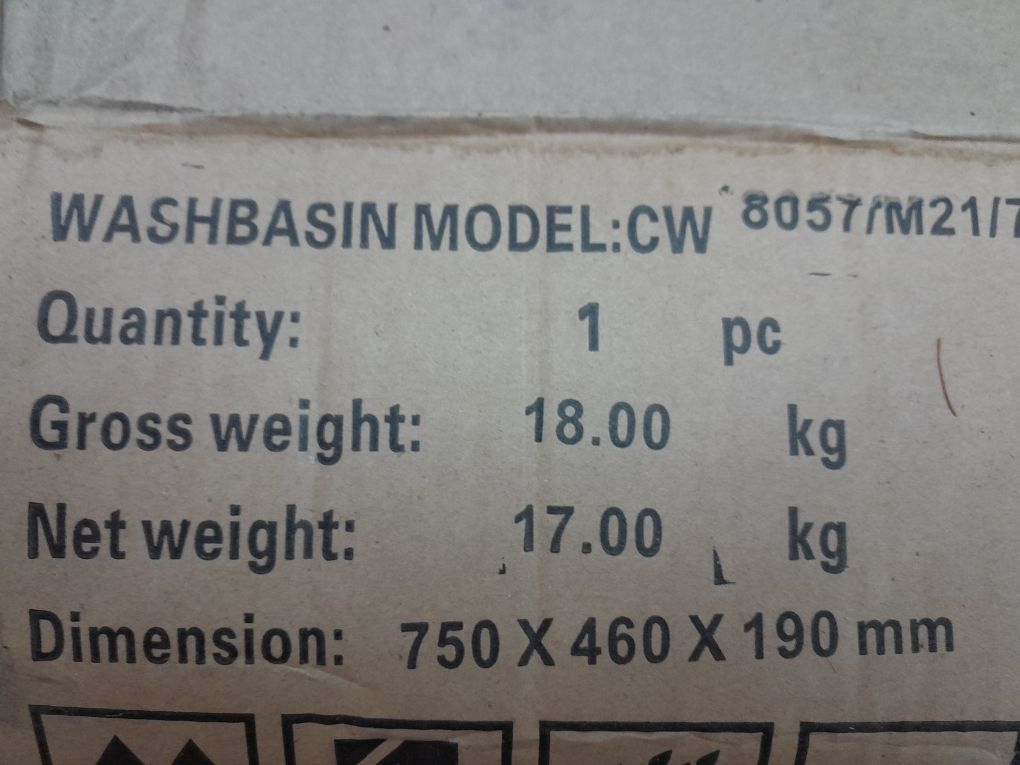 WASHBASIN MODEL:CW 8057/M21/7
Quantity: 1 pc
Gross weight: 18.00 kg
Net weight: 17.00 kg
Dimension: 750 X 460 X 190 mm